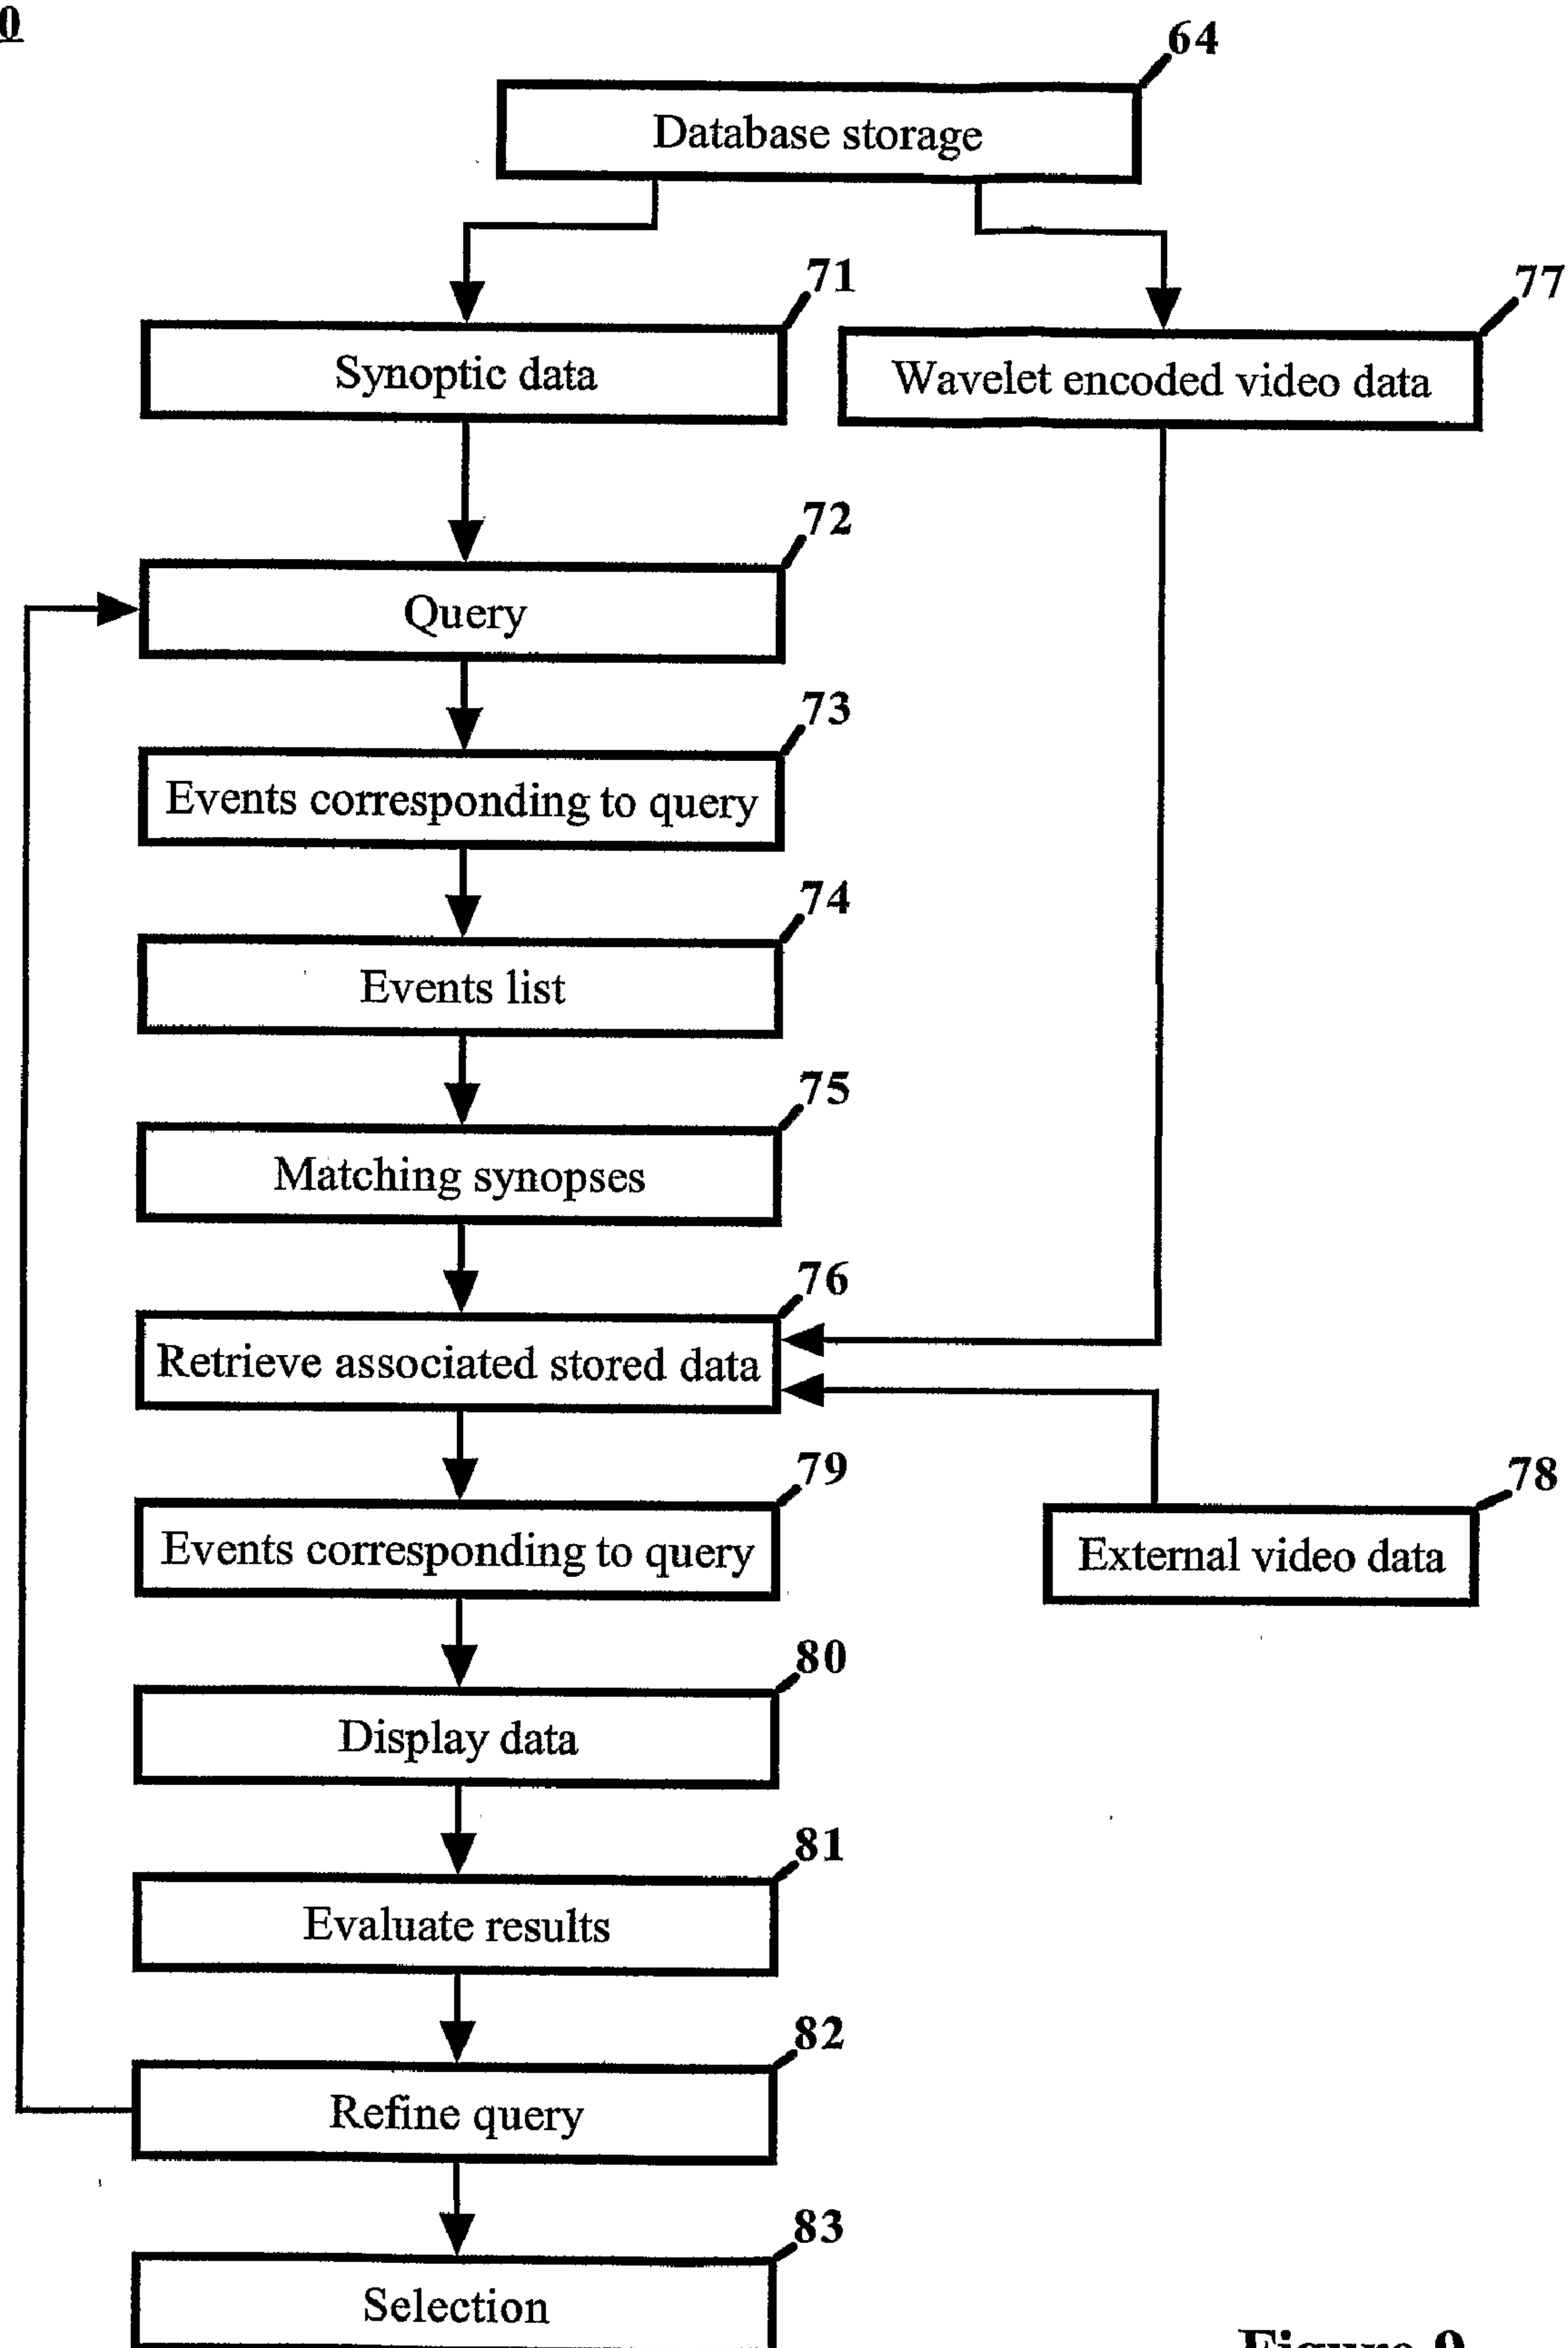 0
64
Database storage
71
77
Synoptic data
Wavelet encoded video data
72
Query
73
Events corresponding to query
74
Events list
75
Matching synopses
76
Retrieve associated stored data
79
78
Events corresponding to query
External video data
80
Display data
81
Evaluate results
82
Refine query
83
Selection